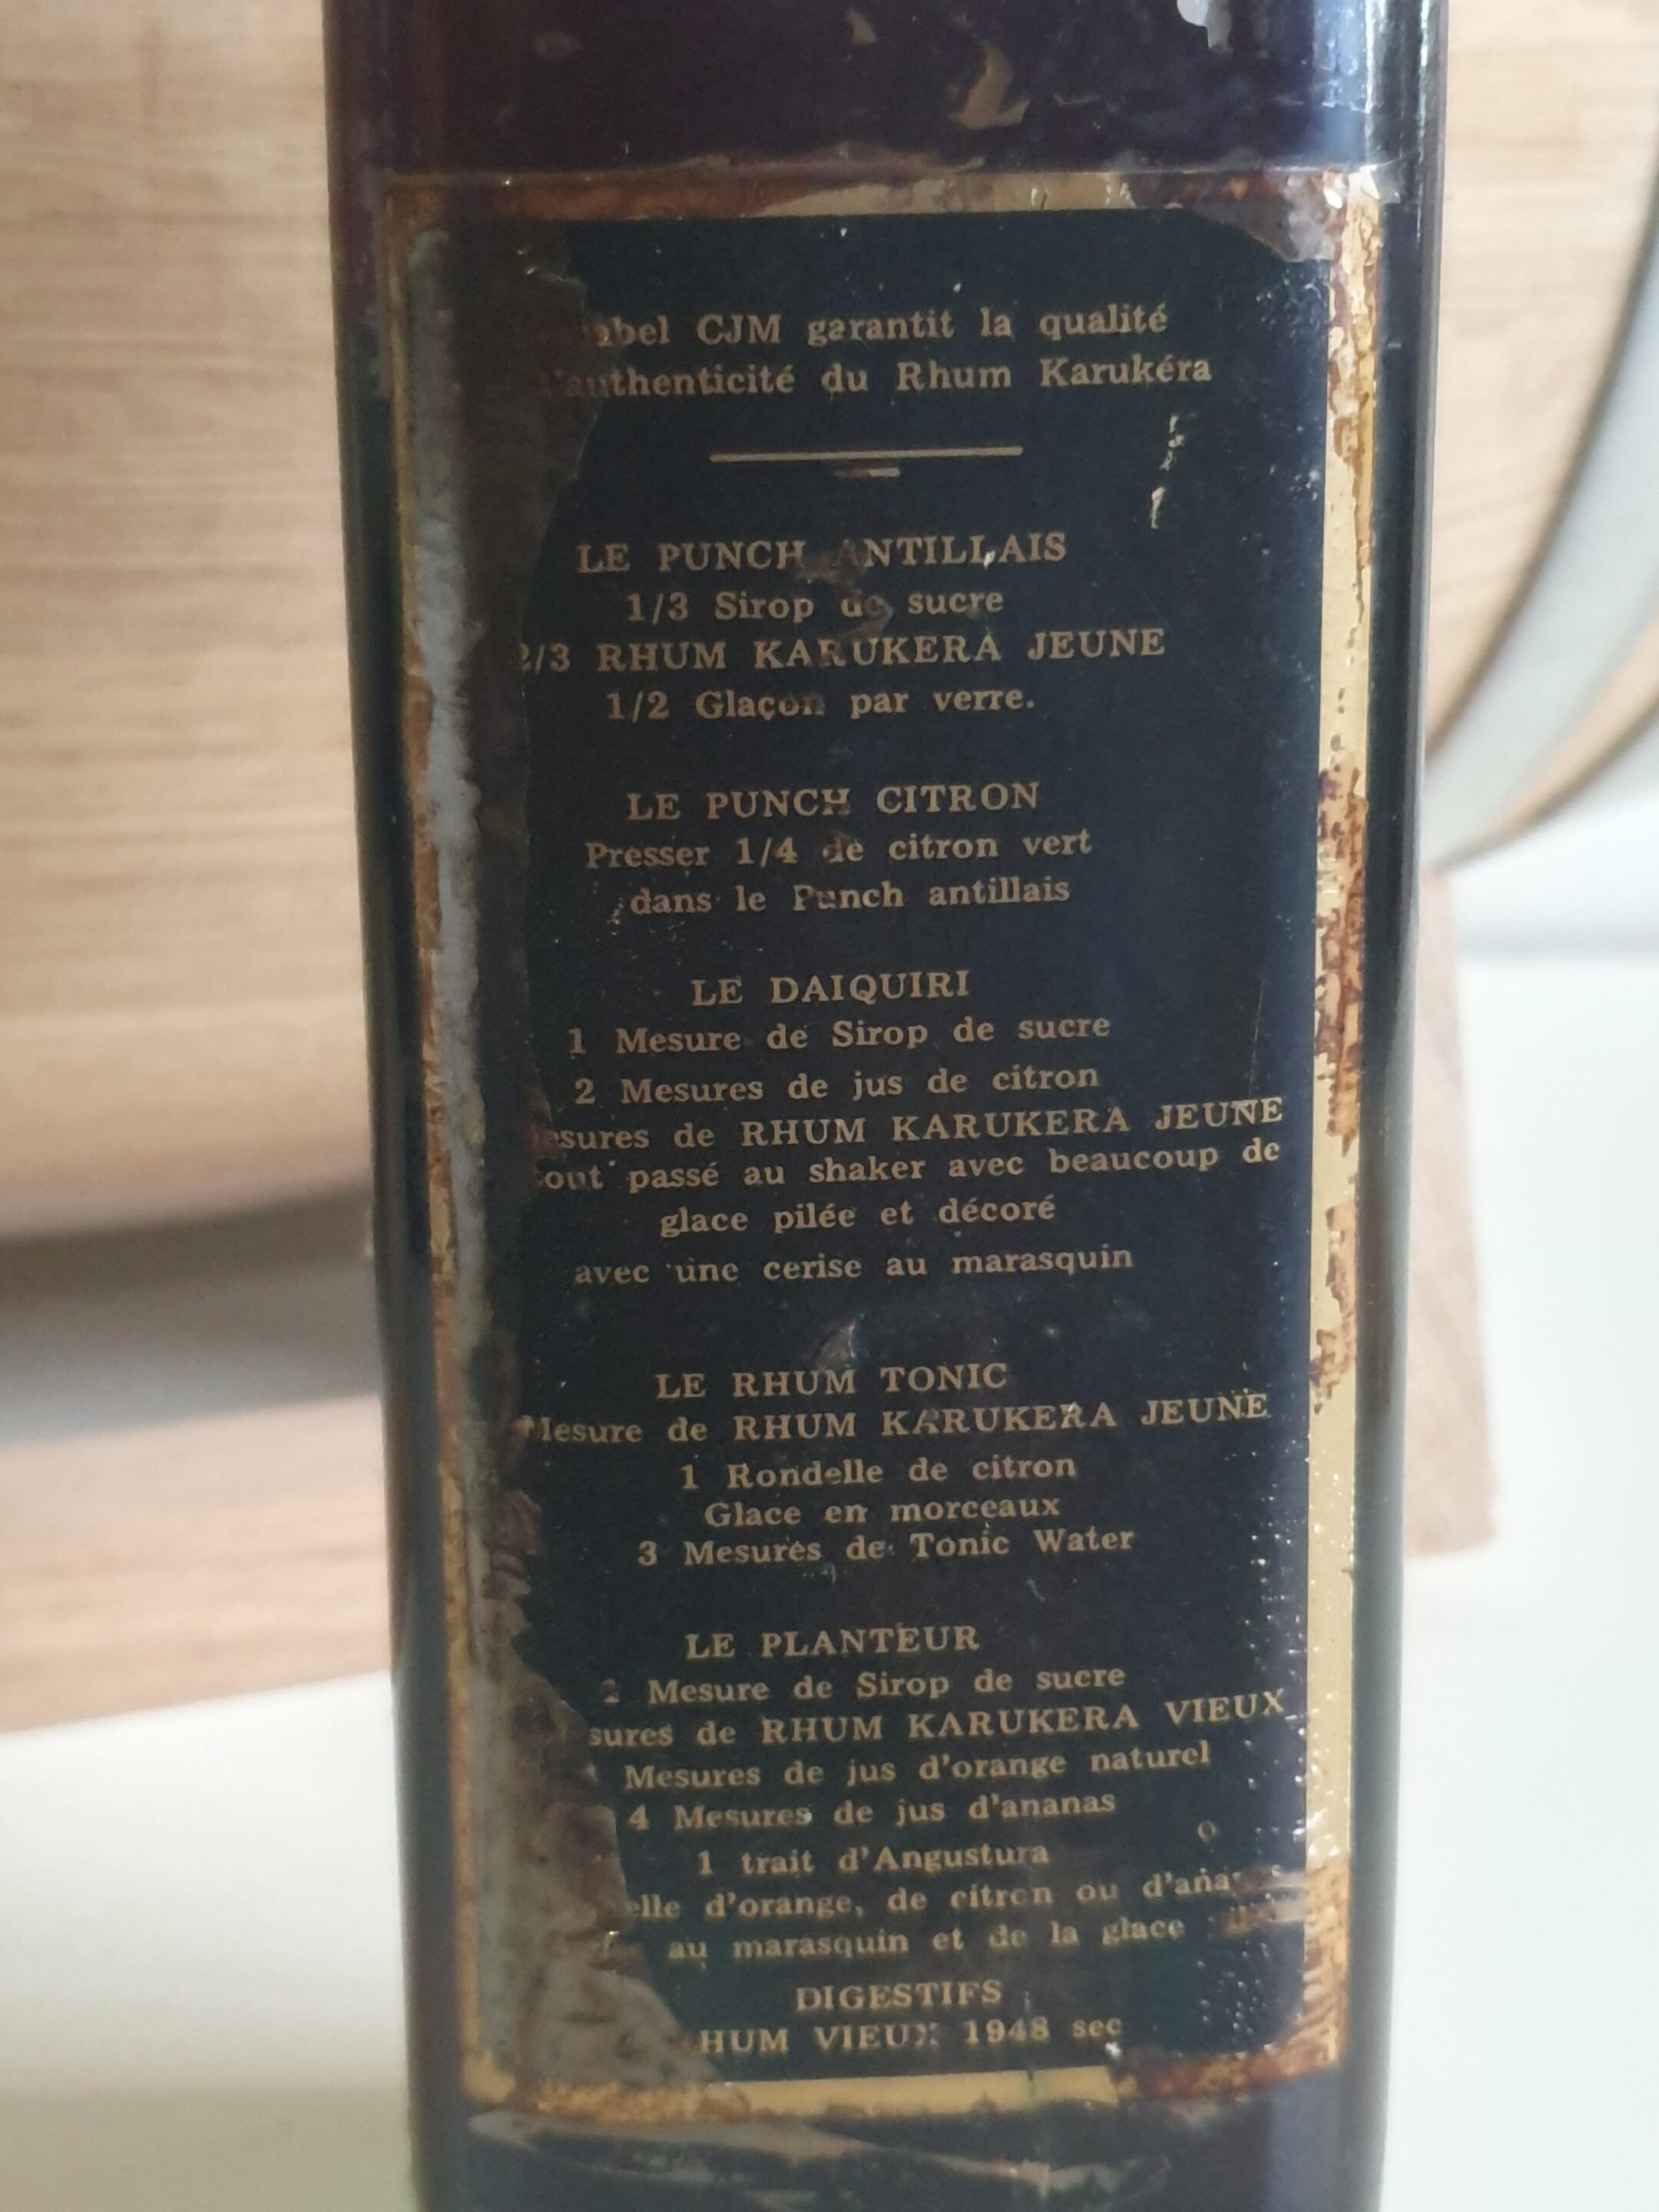 CJM garantit la qualité
l'authenticité du Rhum Karukéra
LE PUNCH ANTILLAIS
1/3 Sirop de sucre
2/3 RHUM KARUKERA JEUNE
1/2 Glaçon par verre.
LE PUNCH CITRON
Presser 1/4 de citron vert
dans le Punch antillais
LE DAIQUIRI
1 Mesure de Sirop de sucre
2 Mesures de jus de citron
de RHUM KARUKERA JEUNE
passé au shaker avec beaucoup de
glace pilée et décoré
avec une cerise au marasquin
LE RHUM TONIC
Mesure de RHUM KARUKERA JEUNE
1 Rondelle de citron
Glace en morceaux
3 Mesures de Tonic Water
LE PLANTEUR
Mesure de Sirop de sucre
de RHUM KARUKERA VIEUX
Mesures de jus d'orange naturel
4 Mesures de jus d'ananas
1 trait d'Angustura
d'orange, de citron ou
au marasquin et de la glace
DIGESTIFS
VIEUX 1948 sec